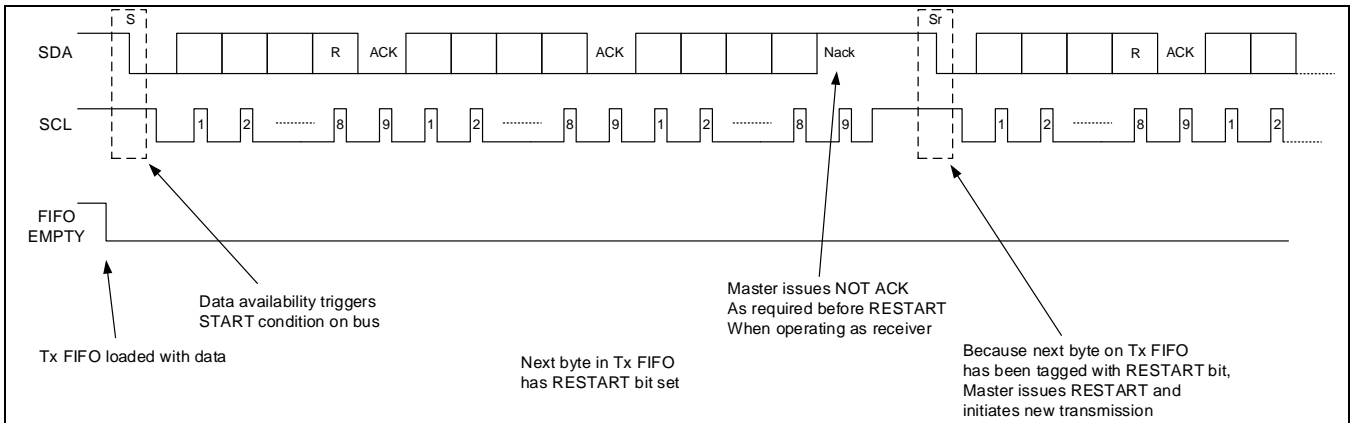 S Sr
SDA R ACK ACK Nack R ACK
SCL 1 2 8 9 1 2 8 9 1 2 8 9 1 2 8 9 1 2
FIFO
EMPTY
Data availability triggers
START condition on bus
Master issues NOT ACK
As required before RESTART
When operating as receiver
Tx FIFO loaded with data
Next byte in Tx FIFO
has RESTART bit set
Because next byte on Tx FIFO
has been tagged with RESTART bit,
Master issues RESTART and
initiates new transmission